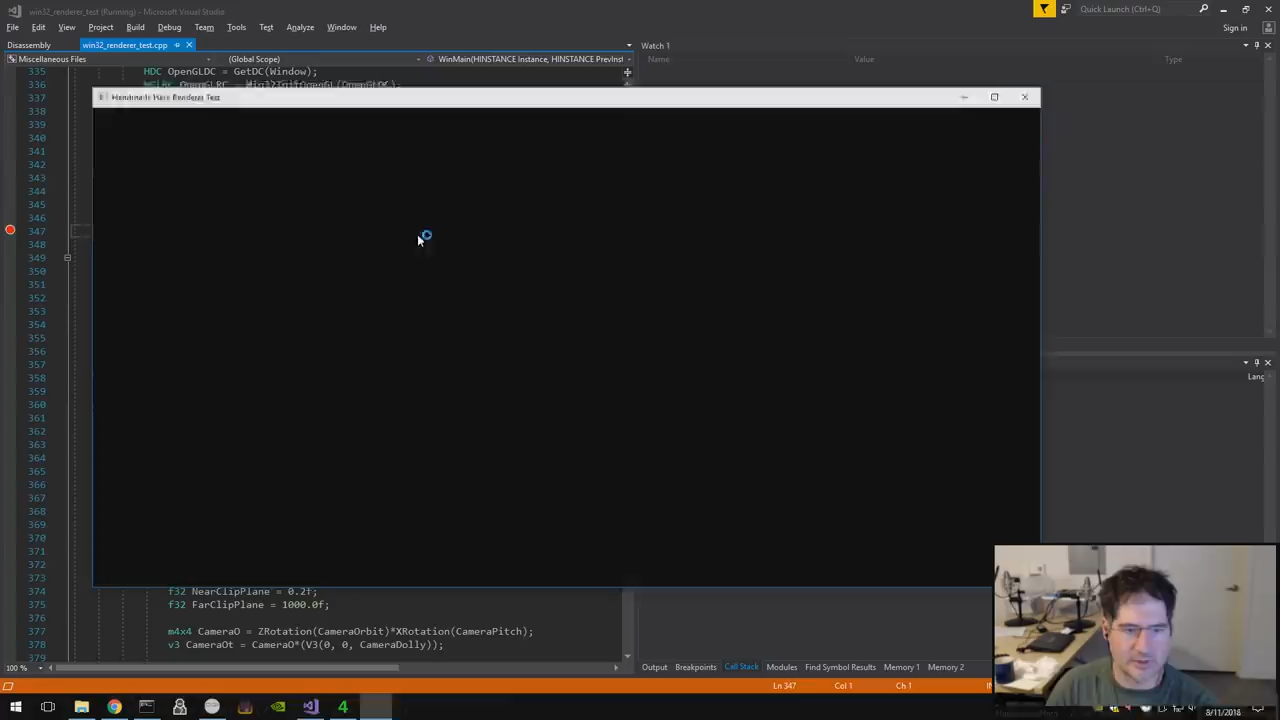 win32_renderer_test (Running) - Microsoft Visual Studio
Quick Launch (Ctrl+Q)
File Edit View Project Build Debug Team Tools Test Analyze Window Help
Sign in
Disassembly
win32_renderer_test.cpp
Watch 1
Miscellaneous Files
(Global Scope)
WinMain(HINSTANCE Instance, HINSTANCE PrevInst
Name Value Type
335 HDC OpenGLDC = GetDC(Window);
336
337
Renderer Test
338
339
340
341
342
343
344
345
346
347
348
349
350
351
352
353
354
355
356
357
358
359
360
361
362
363
364
365
366
367
368
369
370
371
372
373
374 f32 NearClipPlane = 0.2f;
375 f32 FarClipPlane = 1000.0f;
376
377 m4x4 CameraO = ZRotation(CameraOrbit)*XRotation(CameraPitch);
378 v3 CameraOt = CameraO*(V3(0, 0, CameraDolly));
379
Lang
100 %
Output Breakpoints Call Stack Modules Find Symbol Results Memory 1 Memory 2
Ln 347 Col 1 Ch 1
8/11/2018